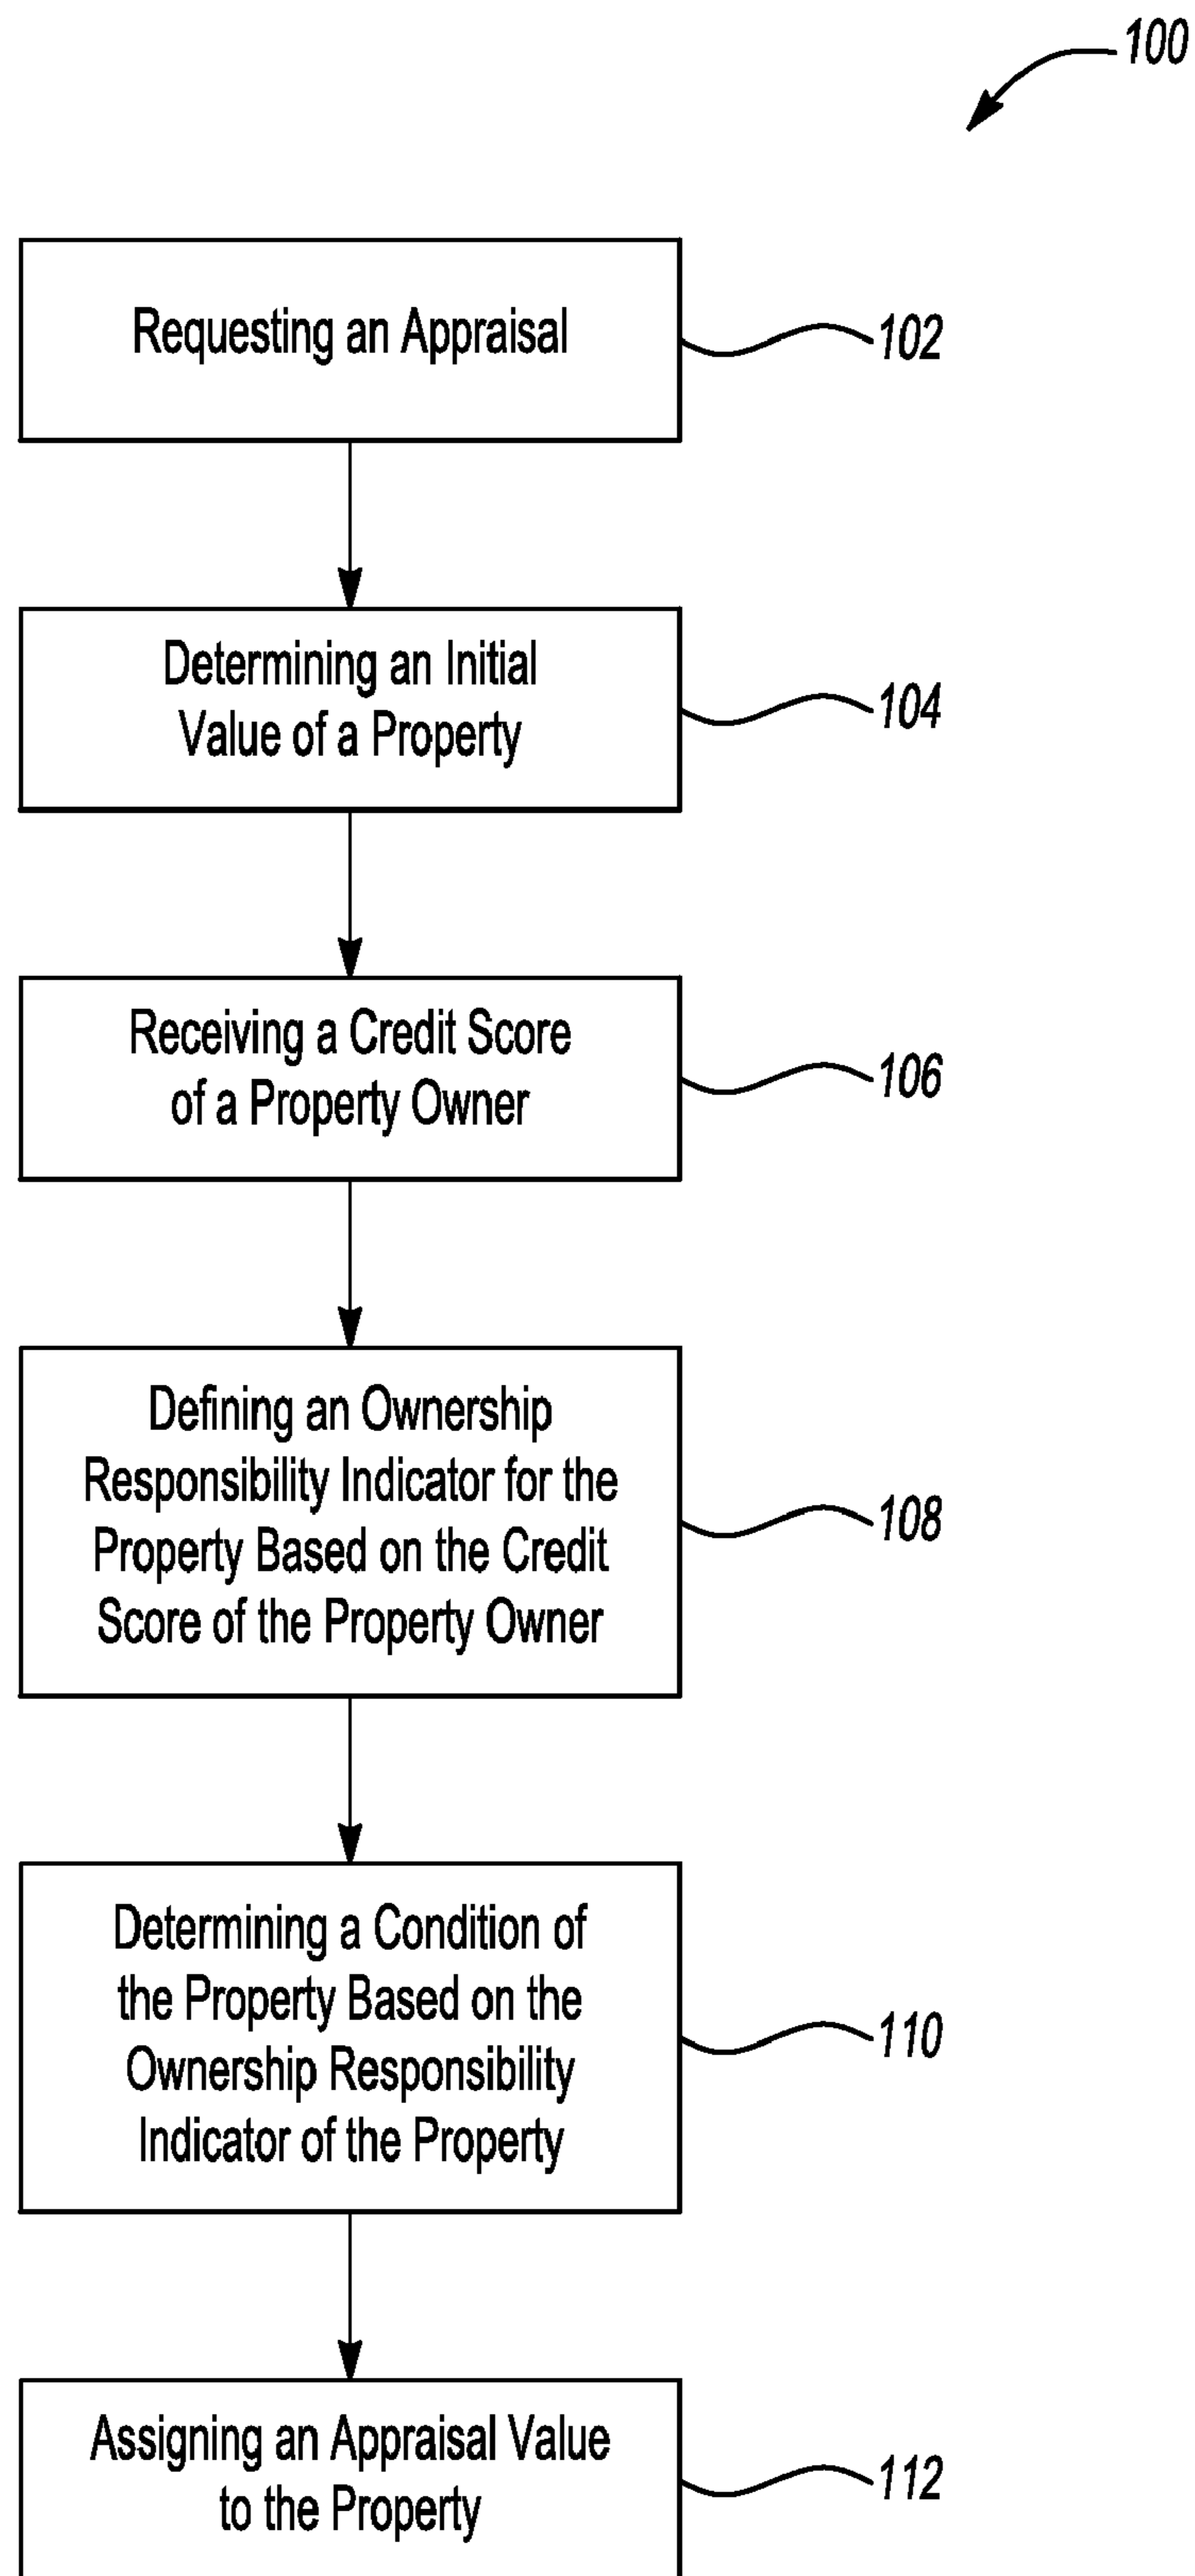 100
Requesting an Appraisal
102
Determining an Initial
Value of a Property
104
Receiving a Credit Score
of a Property Owner
106
Defining an Ownership
Responsibility Indicator for the
Property Based on the Credit
Score of the Property Owner
108
Determining a Condition of
the Property Based on the
Ownership Responsibility
Indicator of the Property
110
Assigning an Appraisal Value
to the Property
112